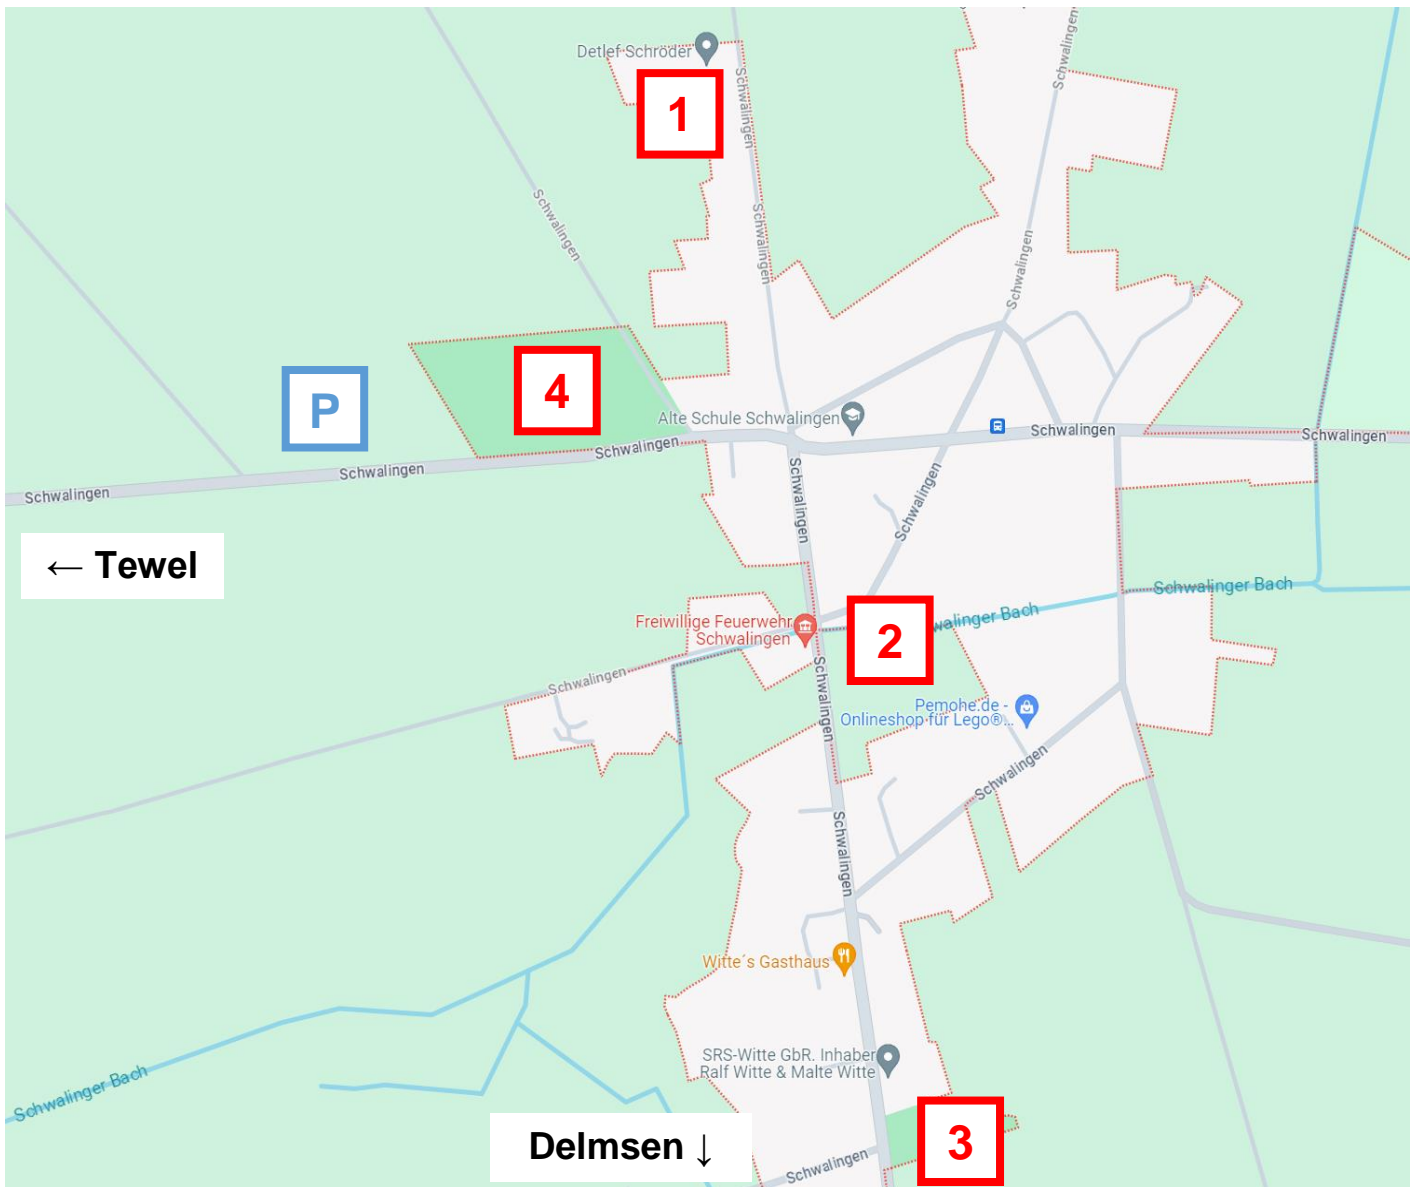 Schwalingen
Detlef Schröder
Schwalingen
1
Schwalingen
Schwalingen
Schwalingen
P
4
Alte Schule Schwalingen
Schwalingen
Schwalingen
Schwalingen
Schwalingen
Schwalingen
Schwalingen
Schwalingen
Schwalingen
← Tewel
Schwalinger Bach
Freiwillige Feuerwehr
Schwalingen
2
walinger Bach
Schwalingen
Schwalingen
Pemohe.de -
Onlineshop für Lego®...
Schwalingen
Schwalingen
Witte´s Gasthaus
SRS-Witte GbR. Inhaber
Ralf Witte & Malte Witte
Schwalinger Bach
Delmsen ↓
Schwalingen
3